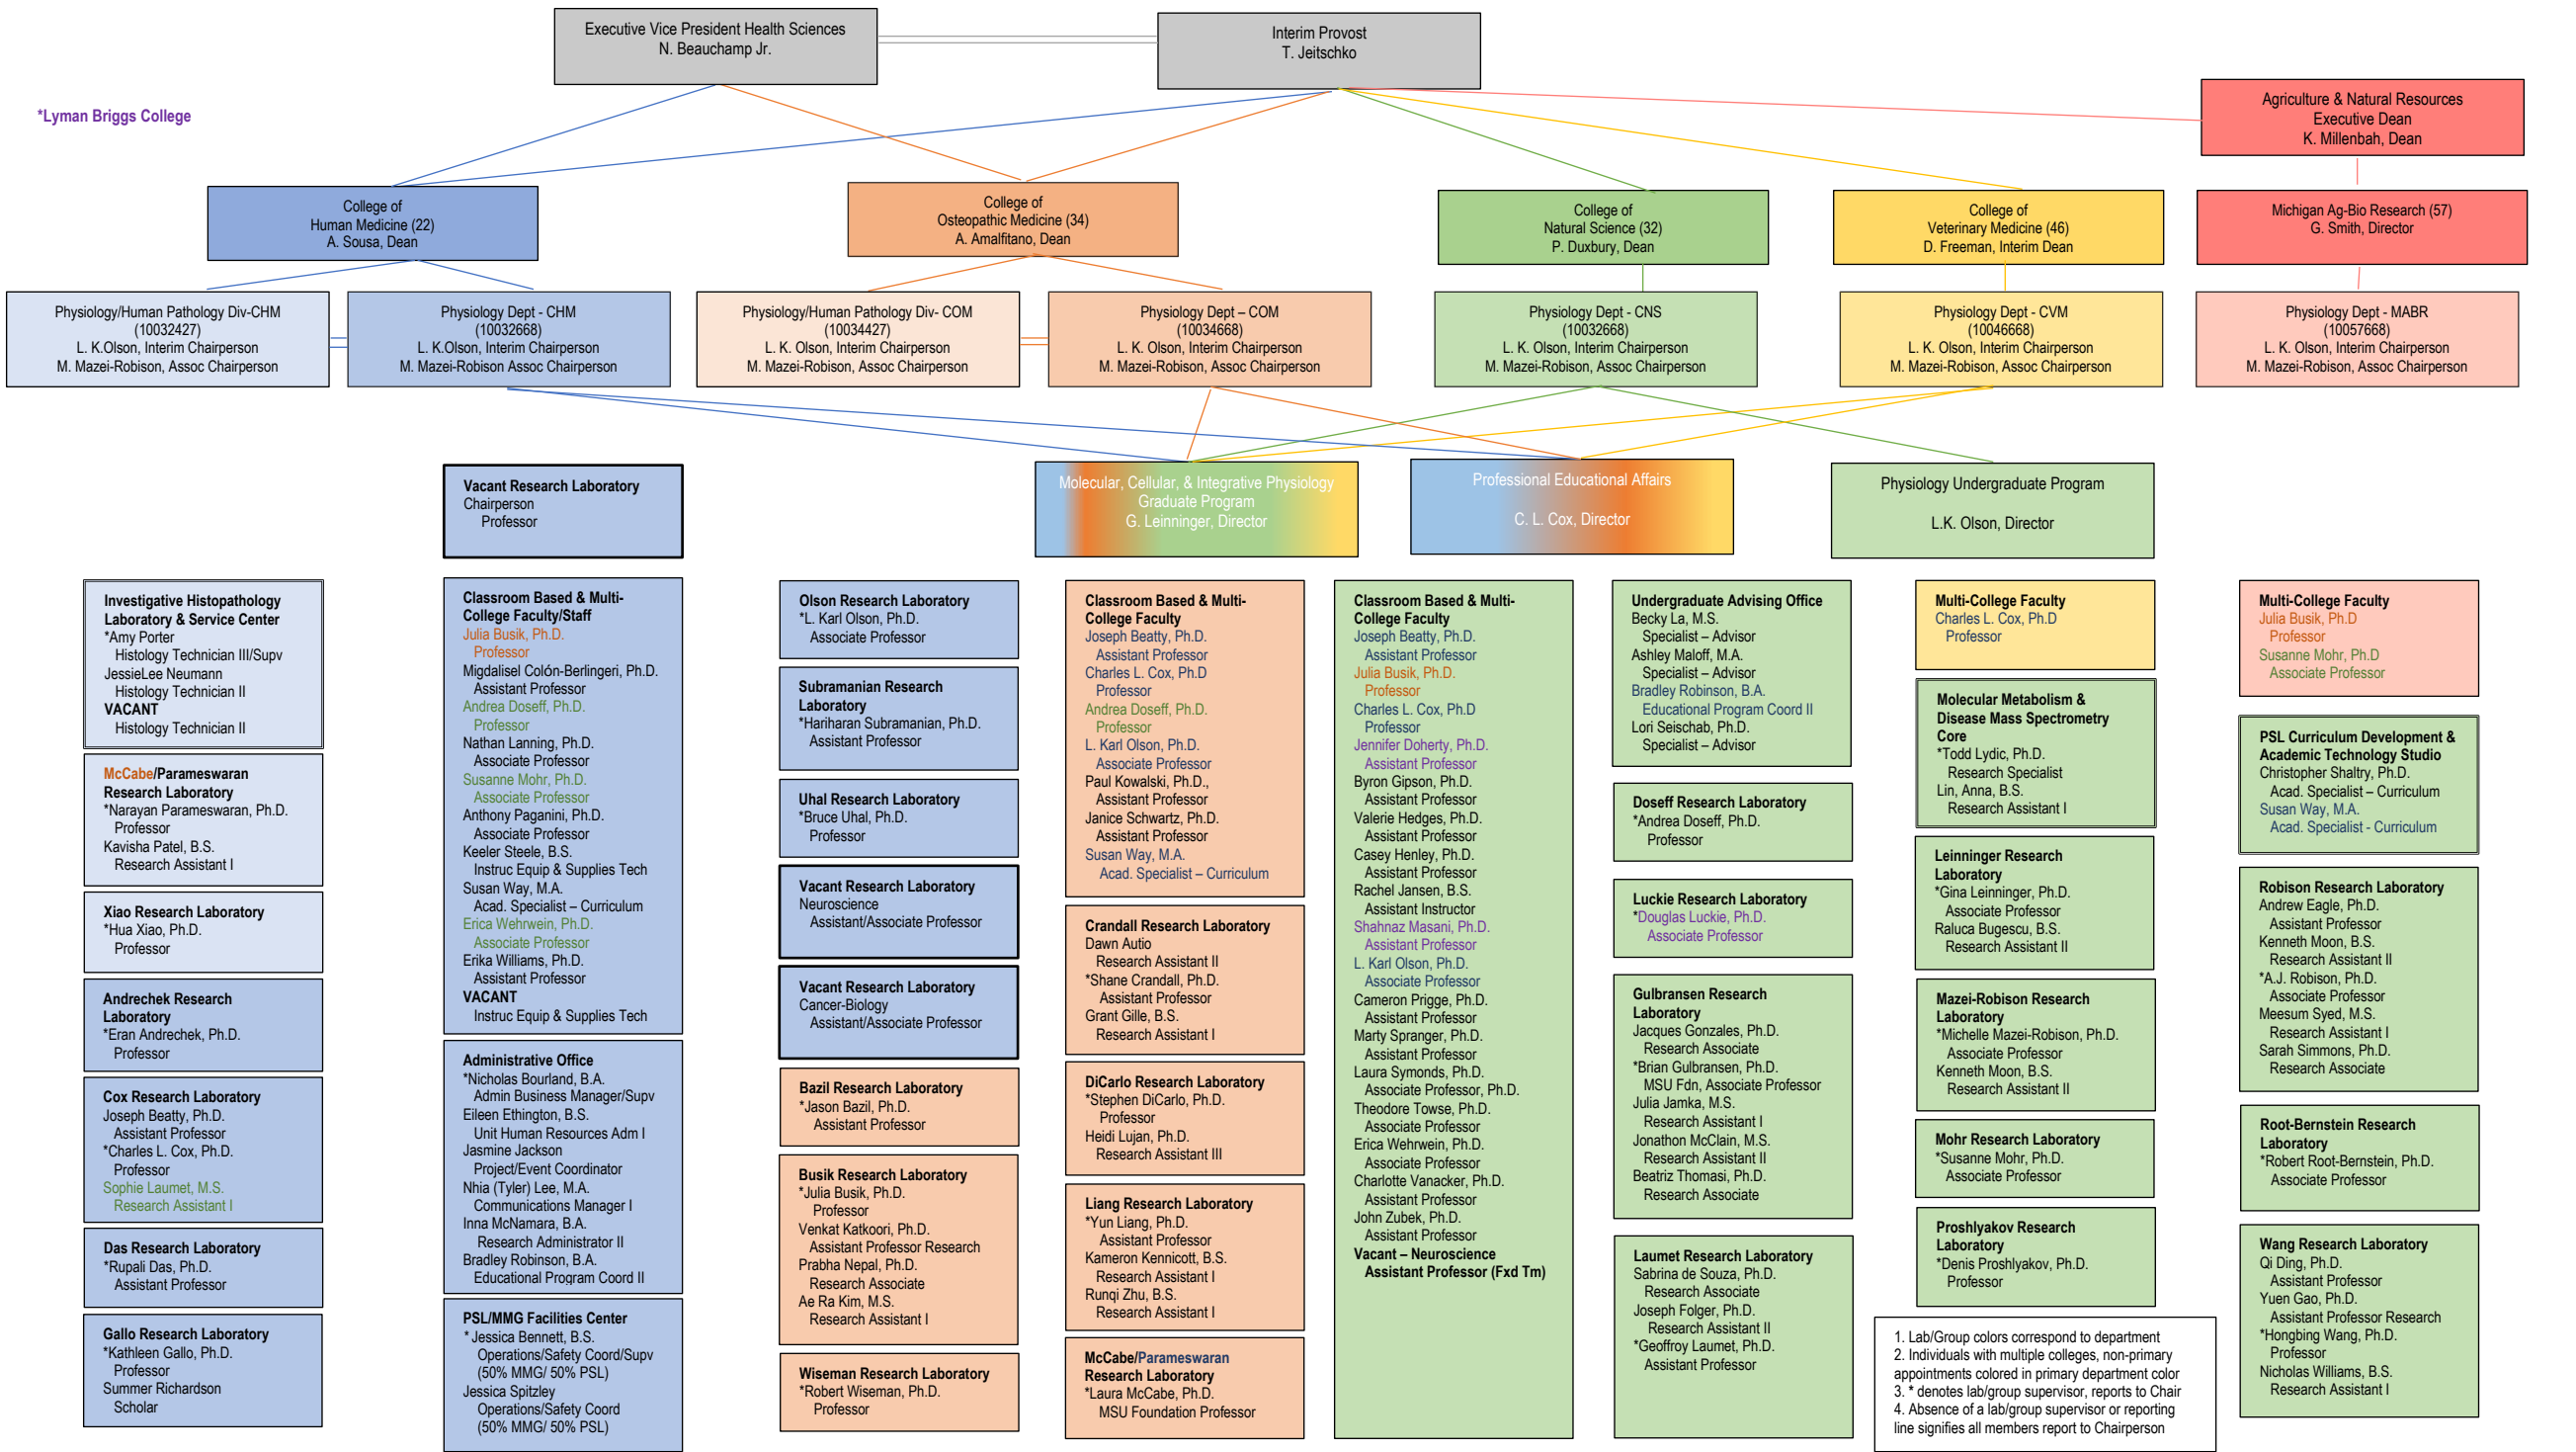 Executive Vice President Health Sciences
N. Beauchamp Jr.
Interim Provost
T. Jeitschko
*Lyman Briggs College
Agriculture & Natural Resources
Executive Dean
K. Millenbah, Dean
College of
Human Medicine (22)
A. Sousa, Dean
College of
Osteopathic Medicine (34)
A. Amalfitano, Dean
College of
Natural Science (32)
P. Duxbury, Dean
College of
Veterinary Medicine (46)
D. Freeman, Interim Dean
Michigan Ag-Bio Research (57)
G. Smith, Director
Physiology/Human Pathology Div-CHM
(10032427)
L. K.Olson, Interim Chairperson
M. Mazei-Robison, Assoc Chairperson
Physiology Dept - CHM
(10032668)
L. K.Olson, Interim Chairperson
M. Mazei-Robison Assoc Chairperson
Physiology/Human Pathology Div- COM
(10034427)
L. K. Olson, Interim Chairperson
M. Mazei-Robison, Assoc Chairperson
Physiology Dept – COM
(10034668)
L. K. Olson, Interim Chairperson
M. Mazei-Robison, Assoc Chairperson
Physiology Dept - CNS
(10032668)
L. K. Olson, Interim Chairperson
M. Mazei-Robison, Assoc Chairperson
Physiology Dept - CVM
(10046668)
L. K. Olson, Interim Chairperson
M. Mazei-Robison, Assoc Chairperson
Physiology Dept - MABR
(10057668)
L. K. Olson, Interim Chairperson
M. Mazei-Robison, Assoc Chairperson
Vacant Research Laboratory
Chairperson
Professor
Molecular, Cellular, & Integrative Physiology
Graduate Program
G. Leinninger, Director
Professional Educational Affairs
C. L. Cox, Director
Physiology Undergraduate Program
L.K. Olson, Director
Investigative Histopathology
Laboratory & Service Center
*Amy Porter
Histology Technician III/Supv
JessieLee Neumann
Histology Technician II
VACANT
Histology Technician II
McCabe/Parameswaran
Research Laboratory
*Narayan Parameswaran, Ph.D.
Professor
Kavisha Patel, B.S.
Research Assistant I
Xiao Research Laboratory
*Hua Xiao, Ph.D.
Professor
Andrechek Research
Laboratory
*Eran Andrechek, Ph.D.
Professor
Cox Research Laboratory
Joseph Beatty, Ph.D.
Assistant Professor
*Charles L. Cox, Ph.D.
Professor
Sophie Laumet, M.S.
Research Assistant I
Das Research Laboratory
*Rupali Das, Ph.D.
Assistant Professor
Gallo Research Laboratory
*Kathleen Gallo, Ph.D.
Professor
Summer Richardson
Scholar
Classroom Based & Multi-
College Faculty/Staff
Julia Busik, Ph.D.
Professor
Migdalisel Colón-Berlingeri, Ph.D.
Assistant Professor
Andrea Doseff, Ph.D.
Professor
Nathan Lanning, Ph.D.
Associate Professor
Susanne Mohr, Ph.D.
Associate Professor
Anthony Paganini, Ph.D.
Associate Professor
Keeler Steele, B.S.
Instruc Equip & Supplies Tech
Susan Way, M.A.
Acad. Specialist – Curriculum
Erica Wehrwein, Ph.D.
Associate Professor
Erika Williams, Ph.D.
Assistant Professor
VACANT
Instruc Equip & Supplies Tech
Administrative Office
*Nicholas Bourland, B.A.
Admin Business Manager/Supv
Eileen Ethington, B.S.
Unit Human Resources Adm I
Jasmine Jackson
Project/Event Coordinator
Nhia (Tyler) Lee, M.A.
Communications Manager I
Inna McNamara, B.A.
Research Administrator II
Bradley Robinson, B.A.
Educational Program Coord II
PSL/MMG Facilities Center
* Jessica Bennett, B.S.
Operations/Safety Coord/Supv
(50% MMG/ 50% PSL)
Jessica Spitzley
Operations/Safety Coord
(50% MMG/ 50% PSL)
Olson Research Laboratory
*L. Karl Olson, Ph.D.
Associate Professor
Subramanian Research
Laboratory
*Hariharan Subramanian, Ph.D.
Assistant Professor
Uhal Research Laboratory
*Bruce Uhal, Ph.D.
Professor
Vacant Research Laboratory
Neuroscience
Assistant/Associate Professor
Vacant Research Laboratory
Cancer-Biology
Assistant/Associate Professor
Bazil Research Laboratory
*Jason Bazil, Ph.D.
Assistant Professor
Busik Research Laboratory
*Julia Busik, Ph.D.
Professor
Venkat Katkoori, Ph.D.
Assistant Professor Research
Prabha Nepal, Ph.D.
Research Associate
Ae Ra Kim, M.S.
Research Assistant I
Wiseman Research Laboratory
*Robert Wiseman, Ph.D.
Professor
Classroom Based & Multi-
College Faculty
Joseph Beatty, Ph.D.
Assistant Professor
Charles L. Cox, Ph.D
Professor
Andrea Doseff, Ph.D.
Professor
L. Karl Olson, Ph.D.
Associate Professor
Paul Kowalski, Ph.D.,
Assistant Professor
Janice Schwartz, Ph.D.
Assistant Professor
Susan Way, M.A.
Acad. Specialist – Curriculum
Crandall Research Laboratory
Dawn Autio
Research Assistant II
*Shane Crandall, Ph.D.
Assistant Professor
Grant Gille, B.S.
Research Assistant I
DiCarlo Research Laboratory
*Stephen DiCarlo, Ph.D.
Professor
Heidi Lujan, Ph.D.
Research Assistant III
Liang Research Laboratory
*Yun Liang, Ph.D.
Assistant Professor
Kameron Kennicott, B.S.
Research Assistant I
Runqi Zhu, B.S.
Research Assistant I
McCabe/Parameswaran
Research Laboratory
*Laura McCabe, Ph.D.
MSU Foundation Professor
Classroom Based & Multi-
College Faculty
Joseph Beatty, Ph.D.
Assistant Professor
Julia Busik, Ph.D.
Professor
Charles L. Cox, Ph.D
Professor
Jennifer Doherty, Ph.D.
Assistant Professor
Byron Gipson, Ph.D.
Assistant Professor
Valerie Hedges, Ph.D.
Assistant Professor
Casey Henley, Ph.D.
Assistant Professor
Rachel Jansen, B.S.
Assistant Instructor
Shahnaz Masani, Ph.D.
Assistant Professor
L. Karl Olson, Ph.D.
Associate Professor
Cameron Prigge, Ph.D.
Assistant Professor
Marty Spranger, Ph.D.
Assistant Professor
Laura Symonds, Ph.D.
Associate Professor, Ph.D.
Theodore Towse, Ph.D.
Associate Professor
Erica Wehrwein, Ph.D.
Associate Professor
Charlotte Vanacker, Ph.D.
Assistant Professor
John Zubek, Ph.D.
Assistant Professor
Vacant – Neuroscience
Assistant Professor (Fxd Tm)
Undergraduate Advising Office
Becky La, M.S.
Specialist – Advisor
Ashley Maloff, M.A.
Specialist – Advisor
Bradley Robinson, B.A.
Educational Program Coord II
Lori Seischab, Ph.D.
Specialist – Advisor
Doseff Research Laboratory
*Andrea Doseff, Ph.D.
Professor
Luckie Research Laboratory
*Douglas Luckie, Ph.D.
Associate Professor
Gulbransen Research
Laboratory
Jacques Gonzales, Ph.D.
Research Associate
*Brian Gulbransen, Ph.D.
MSU Fdn, Associate Professor
Julia Jamka, M.S.
Research Assistant I
Jonathon McClain, M.S.
Research Assistant II
Beatriz Thomasi, Ph.D.
Research Associate
Laumet Research Laboratory
Sabrina de Souza, Ph.D.
Research Associate
Joseph Folger, Ph.D.
Research Assistant II
*Geoffroy Laumet, Ph.D.
Assistant Professor
Multi-College Faculty
Charles L. Cox, Ph.D
Professor
Molecular Metabolism &
Disease Mass Spectrometry
Core
*Todd Lydic, Ph.D.
Research Specialist
Lin, Anna, B.S.
Research Assistant I
Leinninger Research
Laboratory
*Gina Leinninger, Ph.D.
Associate Professor
Raluca Bugescu, B.S.
Research Assistant II
Mazei-Robison Research
Laboratory
*Michelle Mazei-Robison, Ph.D.
Associate Professor
Kenneth Moon, B.S.
Research Assistant II
Mohr Research Laboratory
*Susanne Mohr, Ph.D.
Associate Professor
Proshlyakov Research
Laboratory
*Denis Proshlyakov, Ph.D.
Professor
1. Lab/Group colors correspond to department
2. Individuals with multiple colleges, non-primary
appointments colored in primary department color
3. * denotes lab/group supervisor, reports to Chair
4. Absence of a lab/group supervisor or reporting
line signifies all members report to Chairperson
Multi-College Faculty
Julia Busik, Ph.D
Professor
Susanne Mohr, Ph.D
Associate Professor
PSL Curriculum Development &
Academic Technology Studio
Christopher Shaltry, Ph.D.
Acad. Specialist – Curriculum
Susan Way, M.A.
Acad. Specialist - Curriculum
Robison Research Laboratory
Andrew Eagle, Ph.D.
Assistant Professor
Kenneth Moon, B.S.
Research Assistant II
*A.J. Robison, Ph.D.
Associate Professor
Meesum Syed, M.S.
Research Assistant I
Sarah Simmons, Ph.D.
Research Associate
Root-Bernstein Research
Laboratory
*Robert Root-Bernstein, Ph.D.
Associate Professor
Wang Research Laboratory
Qi Ding, Ph.D.
Assistant Professor
Yuen Gao, Ph.D.
Assistant Professor Research
*Hongbing Wang, Ph.D.
Professor
Nicholas Williams, B.S.
Research Assistant I